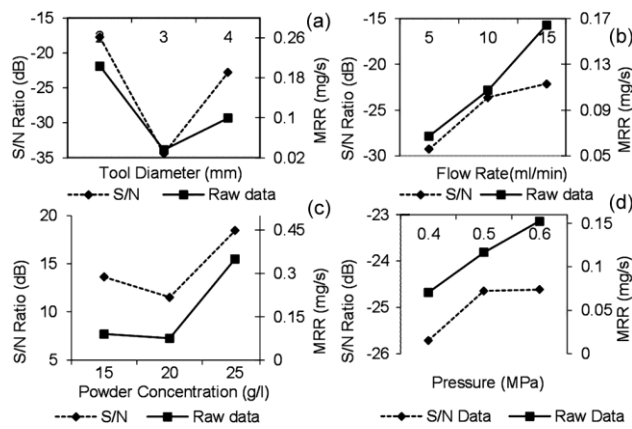 (a)
-15
-20
-25
-30
-35
S/N Ratio (dB)
3
4
0.26
0.18
0.1
0.02
MRR (mg/s)
Tool Diameter (mm)
S/N
Raw data
(b)
-15
-20
-25
-30
S/N Ratio (dB)
5
10
15
0.17
0.13
0.09
0.05
MRR (mg/s)
Flow Rate(ml/min)
S/N
Raw data
(c)
20
15
10
5
S/N Ratio (dB)
15
20
25
0.45
0.3
0.15
0
MRR (mg/s)
Powder Concentration (g/l)
S/N
Raw data
(d)
-23
-24
-25
-26
S/N Ratio (dB)
0.4
0.5
0.6
0.15
0.1
0.05
0
MRR (mg/s)
Pressure (MPa)
S/N Data
Raw Data